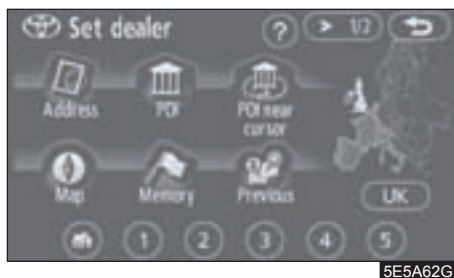 Set dealer
? > 1/2
Address POI POI near cursor
Map Memory Previous
UK
1 2 3 4 5
5E5A62G